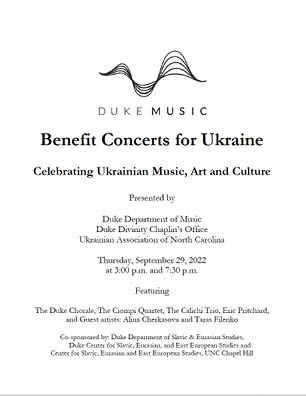 DUKE MUSIC
Benefit Concerts for Ukraine
Celebrating Ukrainian Music, Art and Culture
Presented by
Duke Department of Music
Duke Divinity Chaplin's Office
Ukrainian Association of North Carolina
Thursday, September 29, 2022
at 3:00 p.m. and 7:30 p.m.
Featuring
The Duke Chorale, The Ciompi Quartet, The Calichi Trio, Eric Pritchard,
and Guest artists: Alina Cherkasova and Taras Filenko
Co-sponsored by: Duke Department of Slavic & Eurasian Studies,
Duke Center for Slavic, Eurasian, and East European Studies and
Center for Slavic, Eurasian and East European Studies, UNC Chapel Hill